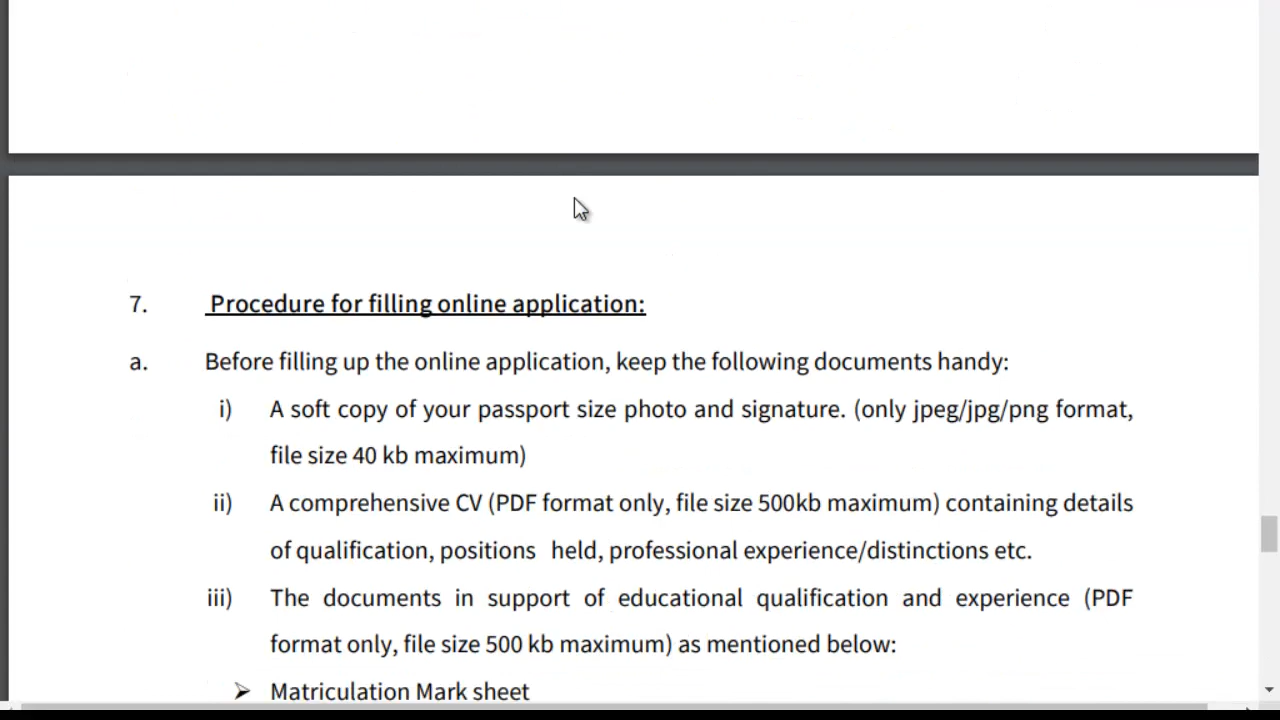 7. Procedure for filling online application:
a. Before filling up the online application, keep the following documents handy:
i) A soft copy of your passport size photo and signature. (only jpeg/jpg/png format,
file size 40 kb maximum)
ii) A comprehensive CV (PDF format only, file size 500kb maximum) containing details
of qualification, positions held, professional experience/distinctions etc.
iii) The documents in support of educational qualification and experience (PDF
format only, file size 500 kb maximum) as mentioned below:
➢ Matriculation Mark sheet